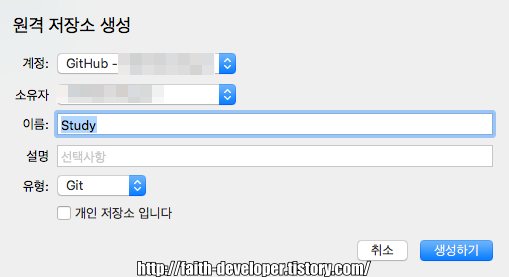 원격 저장소 생성
계정: GitHub -
소유자
이름: Study
설명 선택사항
유형: Git
개인 저장소 입니다
취소 생성하기
http://faith-developer.tistory.com/